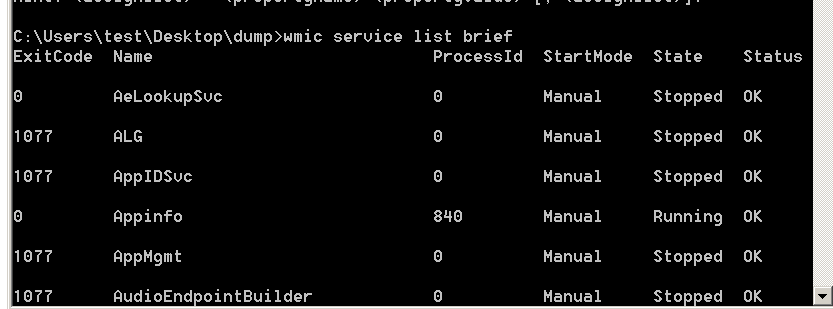 C:\Users\test\Desktop\dump>wmic service list brief
ExitCode  Name                            ProcessId  StartMode  State    Status
0         AeLookupSvc                     0          Manual     Stopped  OK
1077      ALG                             0          Manual     Stopped  OK
1077      AppIDSvc                        0          Manual     Stopped  OK
0         Appinfo                         840        Manual     Running  OK
1077      AppMgmt                         0          Manual     Stopped  OK
1077      AudioEndpointBuilder            0          Manual     Stopped  OK